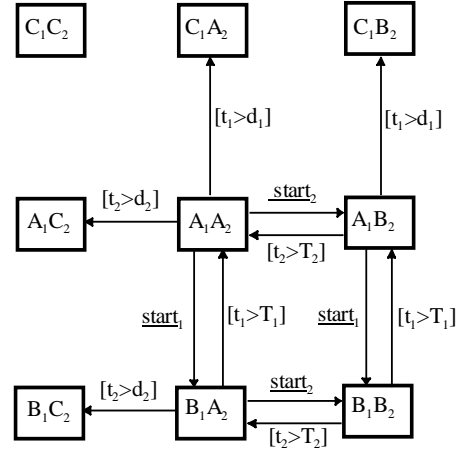 C₁C₂ C₁A₂ C₁B₂
[t₁>d₁] [t₁>d₁]
[t₂>d₂] start₂
A₁C₂ A₁A₂ A₁B₂
[t₂>T₂]
start₁ [t₁>T₁] start₁ [t₁>T₁]
[t₂>d₂] start₂
B₁C₂ B₁A₂ B₁B₂
[t₂>T₂]